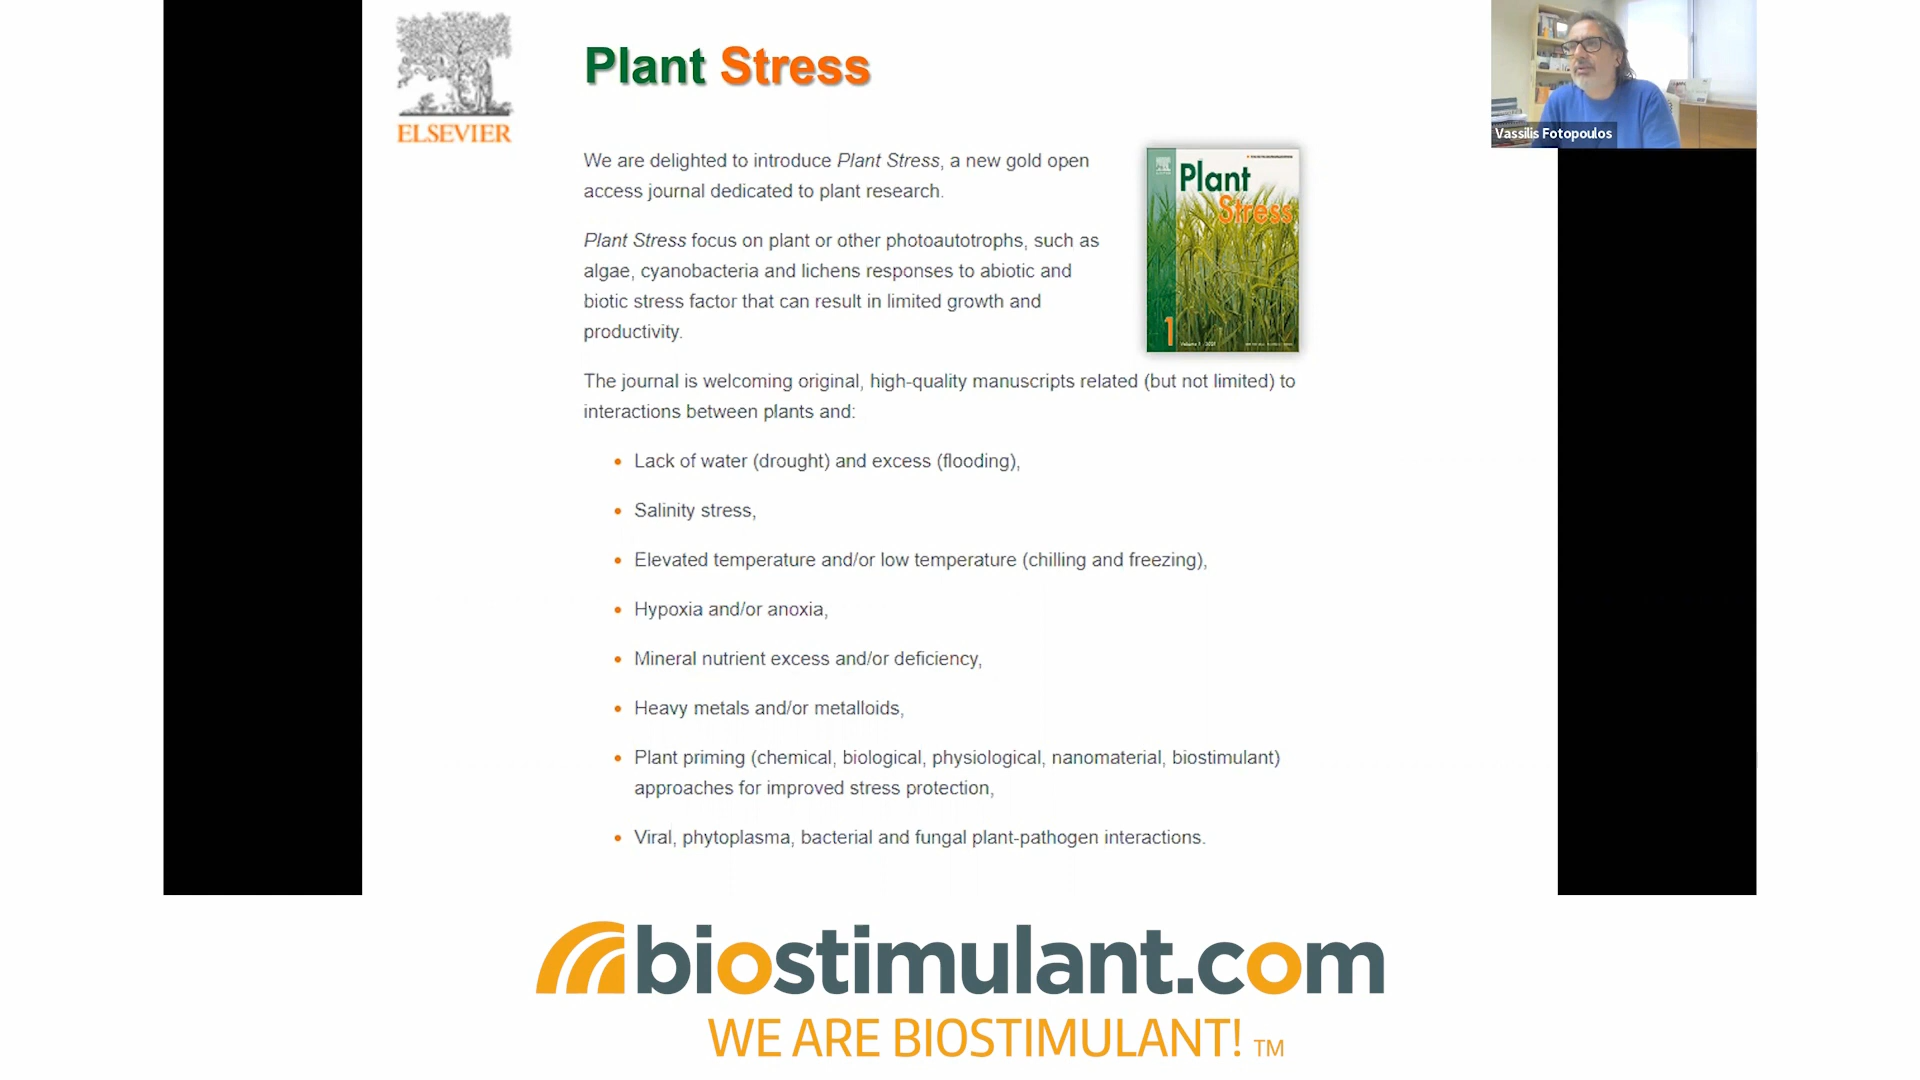 ELSEVIER
Plant Stress
Vassilis Fotopoulos
We are delighted to introduce Plant Stress, a new gold open
access journal dedicated to plant research.
Plant Stress focus on plant or other photoautotrophs, such as
algae, cyanobacteria and lichens responses to abiotic and
biotic stress factor that can result in limited growth and
productivity.
Plant
Stress
1
Volume 1
The journal is welcoming original, high-quality manuscripts related (but not limited) to
interactions between plants and:
• Lack of water (drought) and excess (flooding),
• Salinity stress,
• Elevated temperature and/or low temperature (chilling and freezing),
• Hypoxia and/or anoxia,
• Mineral nutrient excess and/or deficiency,
• Heavy metals and/or metalloids,
• Plant priming (chemical, biological, physiological, nanomaterial, biostimulant)
approaches for improved stress protection,
• Viral, phytoplasma, bacterial and fungal plant-pathogen interactions.
biostimulant.com
WE ARE BIOSTIMULANT! TM